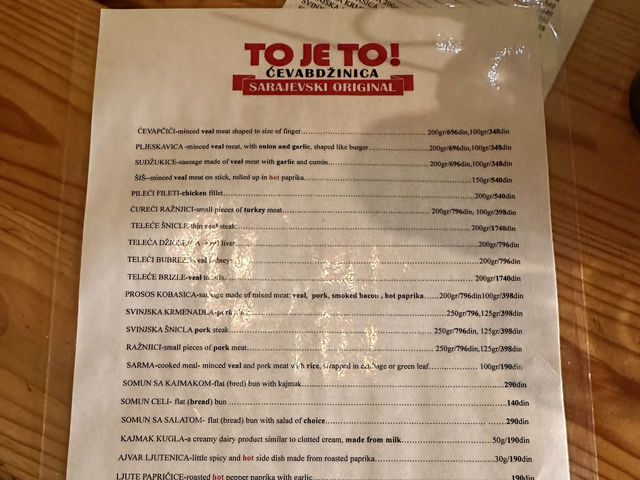 TO JE TO!
ĆEVABDŽINICA
SARAJEVSKI ORIGINAL
ĆEVAPČIĆI-minced veal meat shaped to size of finger 200gr/696din,100gr/348din
PLJESKAVICA -minced veal meat, with onion and garlic, shaped like burger 200gr/696din,100gr/348din
SUDŽUKICE-sausage made of veal meat with garlic and cumin 200gr/696din,100gr/348din
ŠIŠ--minced veal meat on stick, rolled up in hot paprika 150gr/540din
PILEĆI FILETI-chicken fillet 200gr/540din
ĆUREĆI RAŽNJICI-small pieces of turkey meat 200gr/796din, 100gr/398din
TELEĆE ŠNICLE-thin veal steak 200gr/1740din
TELEĆA liver 200gr/796din
TELEĆI BUBREZI 200gr/796din
TELEĆE BRIZLE-veal 200gr/1740din
PROSOS KOBASICA-sausage made of mixed meat: veal, pork, smoked bacon , hot paprika 200gr/796din100gr/398din
SVINJSKA KRMENADLA- 250gr/796,125gr/398din
SVINJSKA ŠNICLA pork steak 250gr/796din, 125gr/398din
RAŽNJICI-small pieces of pork meat 250gr/796din, 125gr/398din
SARMA-cooked meal- minced veal and pork meat with rice, wrapped in cabbage or green leaf 100gr/190din
SOMUN SA KAJMAKOM-flat (bred) bun with kajmak 290din
SOMUN CELI- flat (bread) bun 140din
SOMUN SA SALATOM- flat (bread) bun with salad of choice 290din
KAJMAK KUGLA-a creamy dairy product similar to clotted cream, made from milk 50g/190din
AJVAR LJUTENICA-little spicy and hot side dish made from roasted paprika 30g/190din
LJUTE PAPRIČICE-roasted hot pepper paprika with garlic 190din